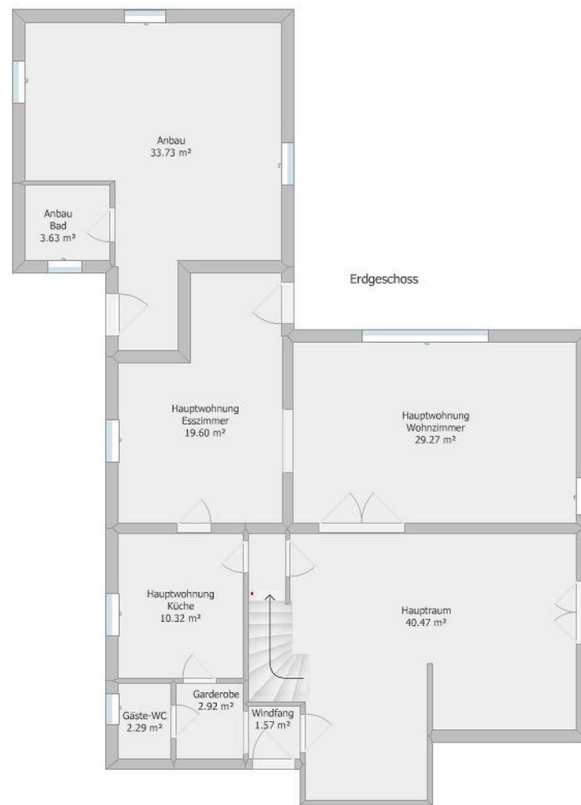 Anbau
33.73 m²
Anbau
Bad
3.63 m²
Erdgeschoss
Hauptwohnung
Esszimmer
19.60 m²
Hauptwohnung
Wohnzimmer
29.27 m²
Hauptwohnung
Küche
10.32 m²
Hauptraum
40.47 m²
Gäste-WC
2.29 m²
Garderobe
2.92 m²
Windfang
1.57 m²